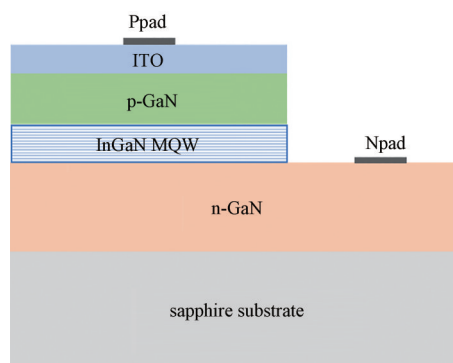 Ppad
ITO
p-GaN
InGaN MQW
Npad
n-GaN
sapphire substrate